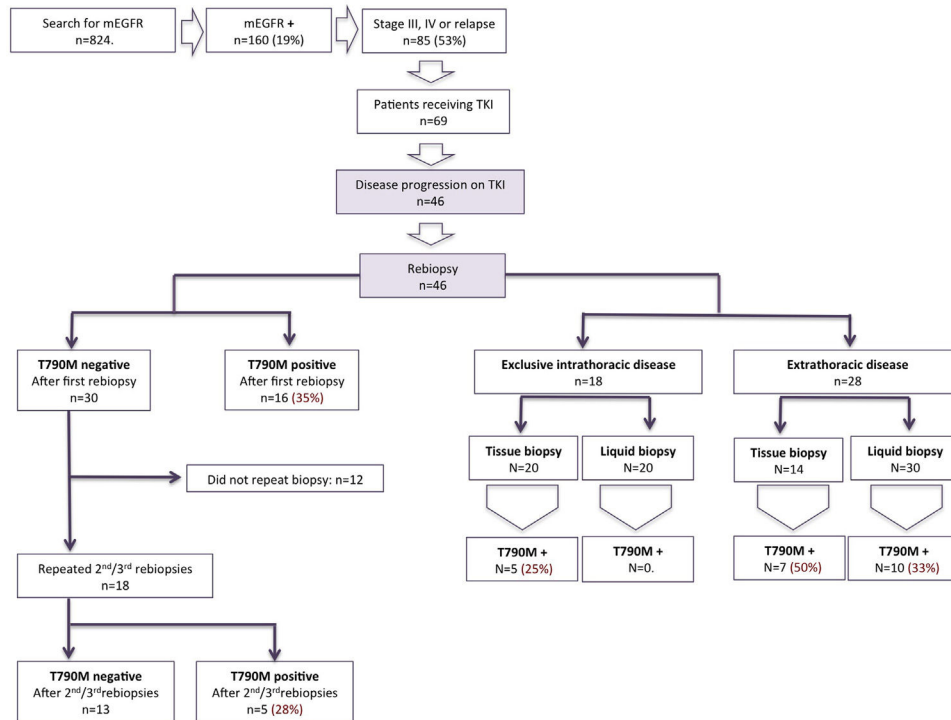 Search for mEGFR
n=824.
mEGFR +
n=160 (19%)
Stage III, IV or relapse
n=85 (53%)
Patients receiving TKI
n=69
Disease progression on TKI
n=46
Rebiopsy
n=46
T790M negative
After first rebiopsy
n=30
T790M positive
After first rebiopsy
n=16 (35%)
Exclusive intrathoracic disease
n=18
Extrathoracic disease
n=28
Tissue biopsy
N=20
Liquid biopsy
N=20
Tissue biopsy
N=14
Liquid biopsy
N=30
Did not repeat biopsy: n=12
T790M +
N=5 (25%)
T790M +
N=0.
T790M +
N=7 (50%)
T790M +
N=10 (33%)
Repeated 2nd/3rd rebiopsies
n=18
T790M negative
After 2nd/3rd rebiopsies
n=13
T790M positive
After 2nd/3rd rebiopsies
n=5 (28%)